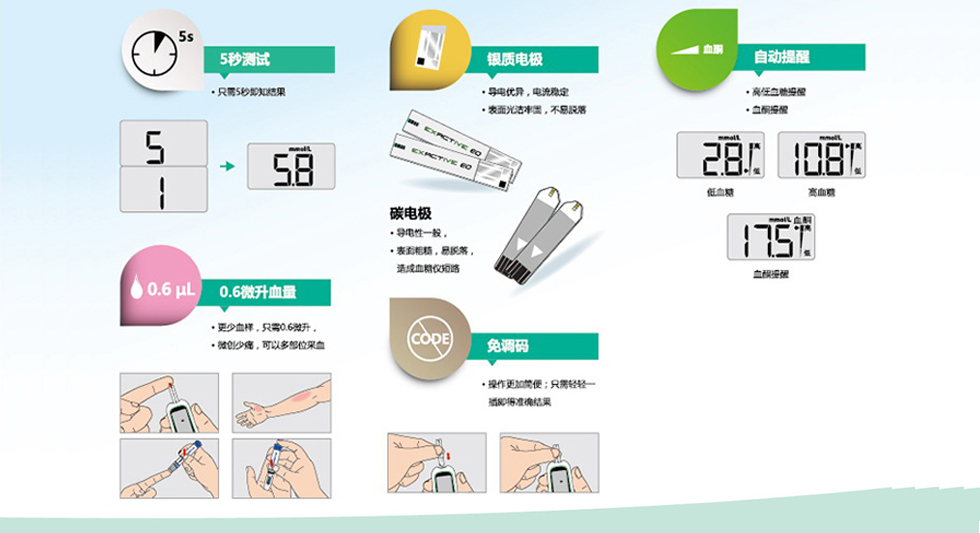 5s
5秒测试
• 只需5秒即知结果
5
1
mmol/L
5.8
0.6 μL
0.6微升血量
• 更少血样，只需0.6微升，
• 微创少痛，可以多部位采血
银质电极
• 导电优异，电流稳定
• 表面光洁牢固，不易脱落
EXACTIVE EQ
EXACTIVE EQ
碳电极
• 导电性一般，
• 表面粗糙，易脱落，
造成血糖仪短路
CODE
免调码
• 操作更加简便；只需轻轻一
插即得准确结果
血酮
自动提醒
• 高低血糖提醒
• 血酮提醒
mmol/L
2.8
高
低
低血糖
mmol/L
10.8
高
低
高血糖
mmol/L 血酮
17.5
高
低
血酮提醒